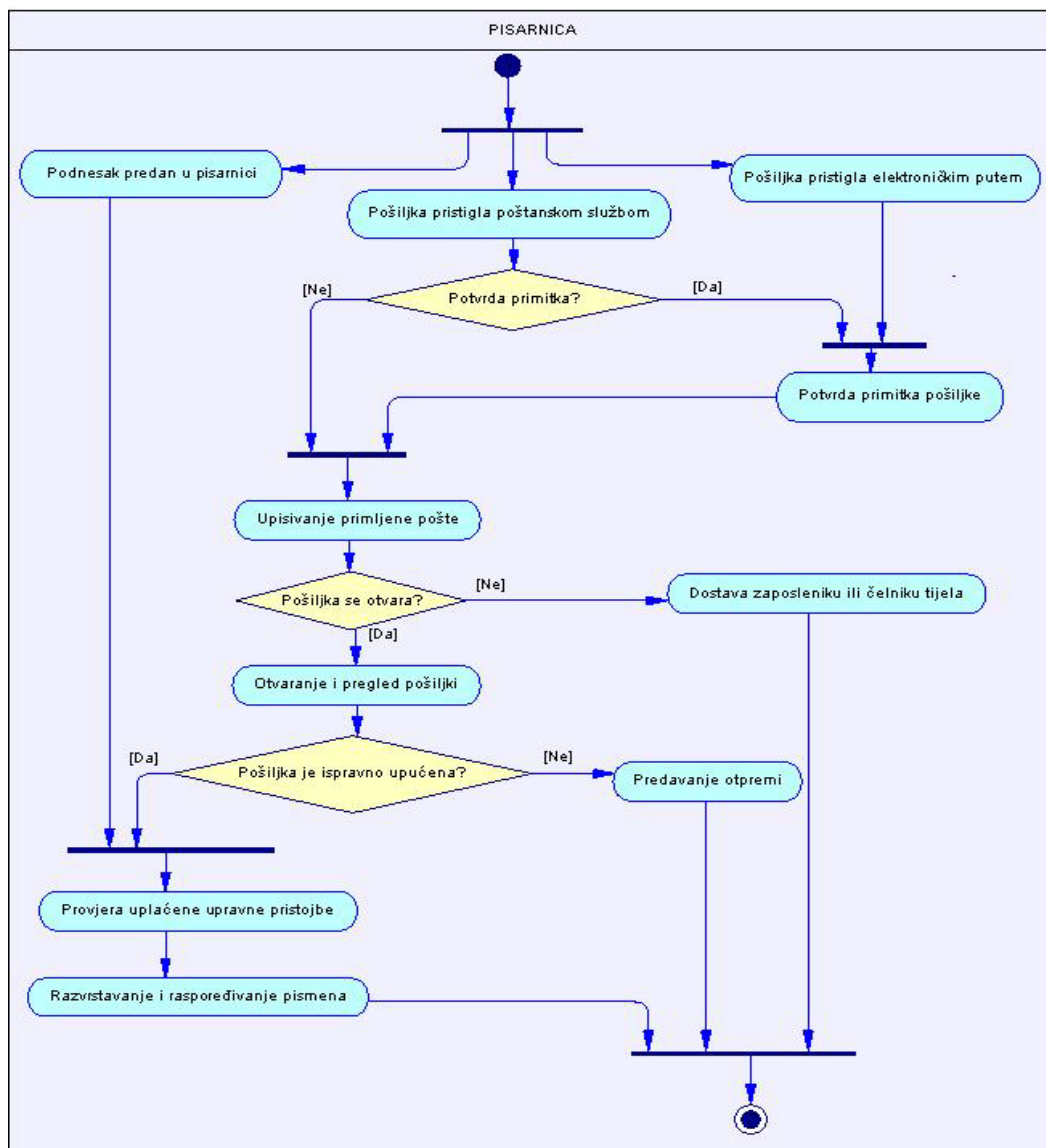 PISARNICA
Podnesak predan u pisarnici
Pošiljka pristigla elektroničkim putem
Pošiljka pristigla poštanskom službom
[Ne]
Potvrda primitka?
[Da]
Potvrda primitka pošiljke
Upisivanje primljene pošte
Pošiljka se otvara?
[Ne]
Dostava zaposleniku ili čelniku tijela
[Da]
Otvaranje i pregled pošiljki
[Da]
Pošiljka je ispravno upućena?
[Ne]
Predavanje otpremi
Provjera uplaćene upravne pristojbe
Razvrstavanje i raspoređivanje pismena